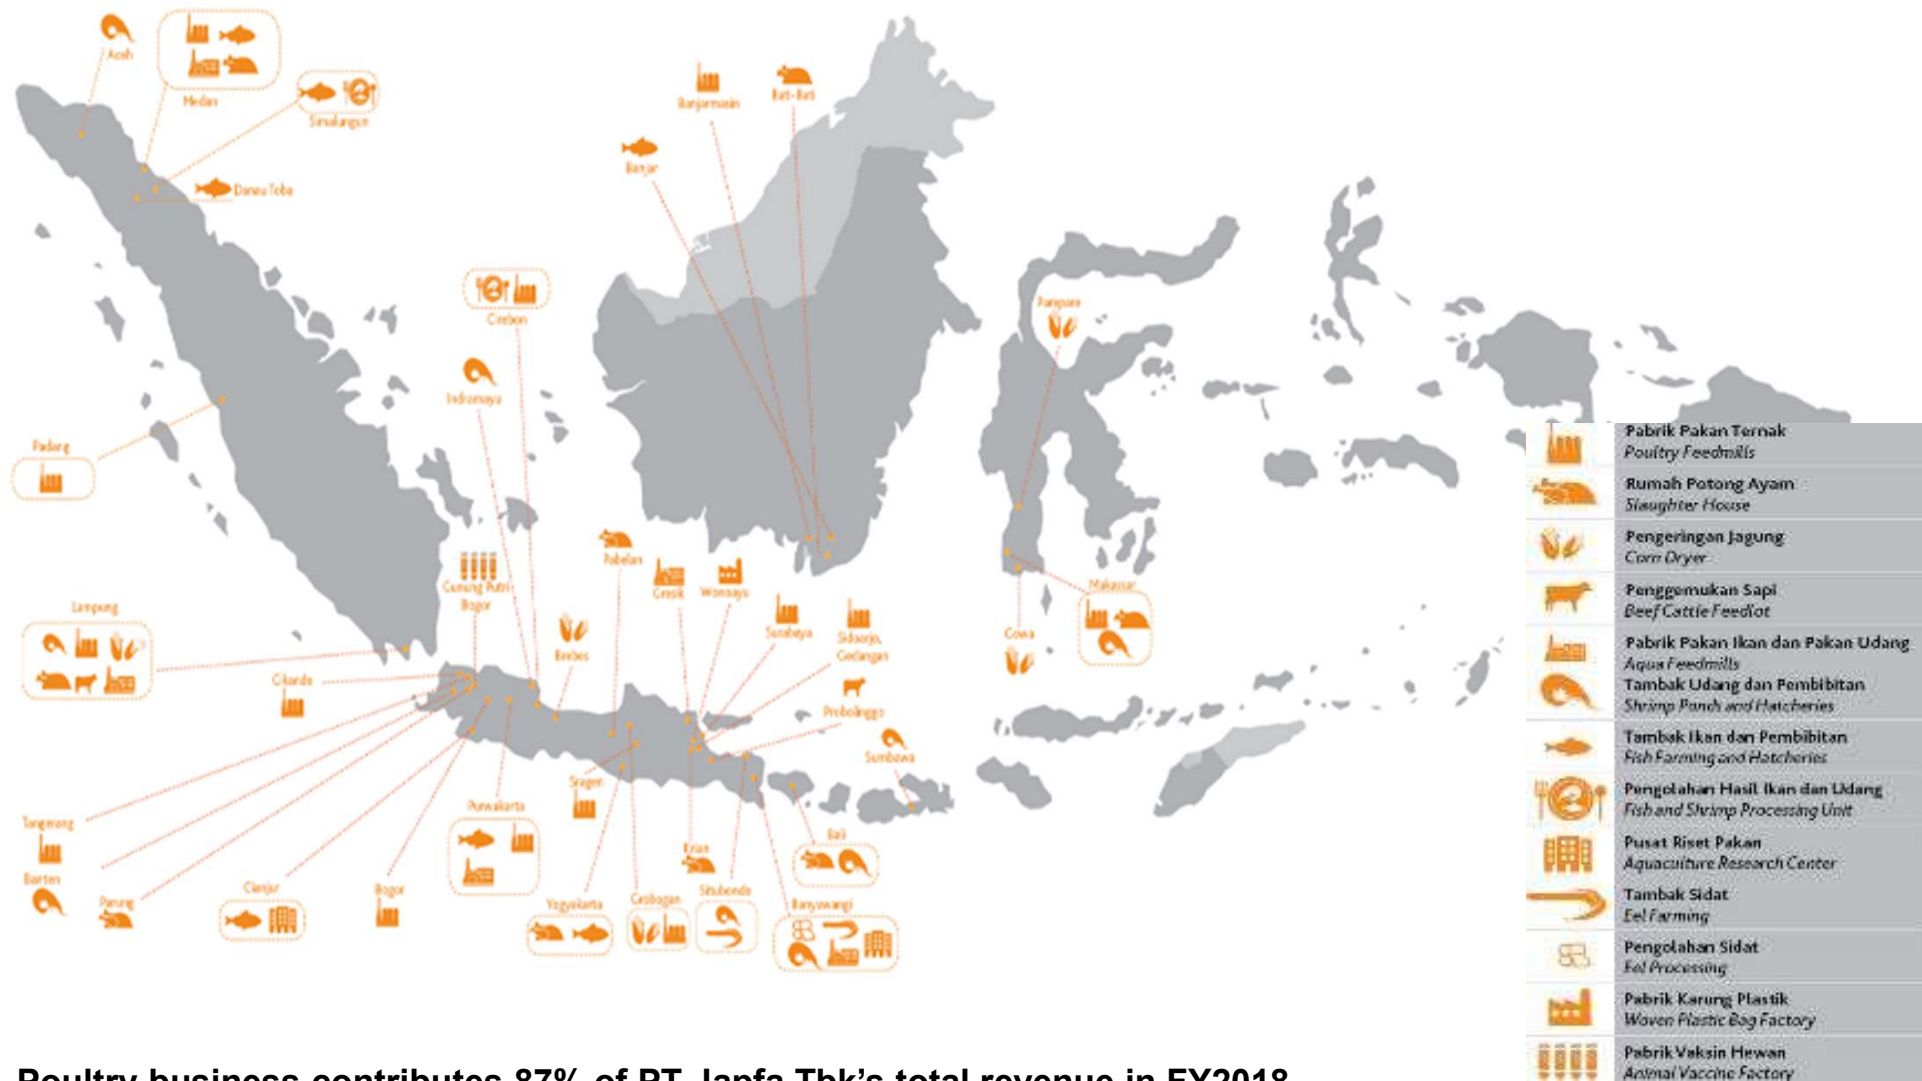 Aceh
Medan
Simalungun
Danau Toba
Banjarmasin
Bati-Bati
Banjar
Cirebon
Indramayu
Parepare
Padang
Lampung
Gunung Putri
Bogor
Cikande
Brebes
Pabelan
Gresik
Wonoayu
Surabaya
Sidoarjo,
Gedangan
Probolinggo
Sumbawa
Gowa
Makassar
Tangerang
Banten
Parung
Cianjur
Bogor
Purwakarta
Sragen
Yogyakarta
Grobogan
Krian
Situbondo
Bali
Banyuwangi
Pabrik Pakan Ternak
Poultry Feedmills
Rumah Potong Ayam
Slaughter House
Pengeringan Jagung
Corn Dryer
Penggemukan Sapi
Beef Cattle Feedlot
Pabrik Pakan Ikan dan Pakan Udang
Aqua Feedmills
Tambak Udang dan Pembibitan
Shrimp Ponds and Hatcheries
Tambak Ikan dan Pembibitan
Fish Farming and Hatcheries
Pengolahan Hasil Ikan dan Udang
Fish and Shrimp Processing Unit
Pusat Riset Pakan
Aquaculture Research Center
Tambak Sidat
Eel Farming
Pengolahan Sidat
Eel Processing
Pabrik Karung Plastik
Woven Plastic Bag Factory
Pabrik Vaksin Hewan
Animal Vaccine Factory
Poultry business contributes 87% of PT Japfa Tbk's total revenue in FY2018